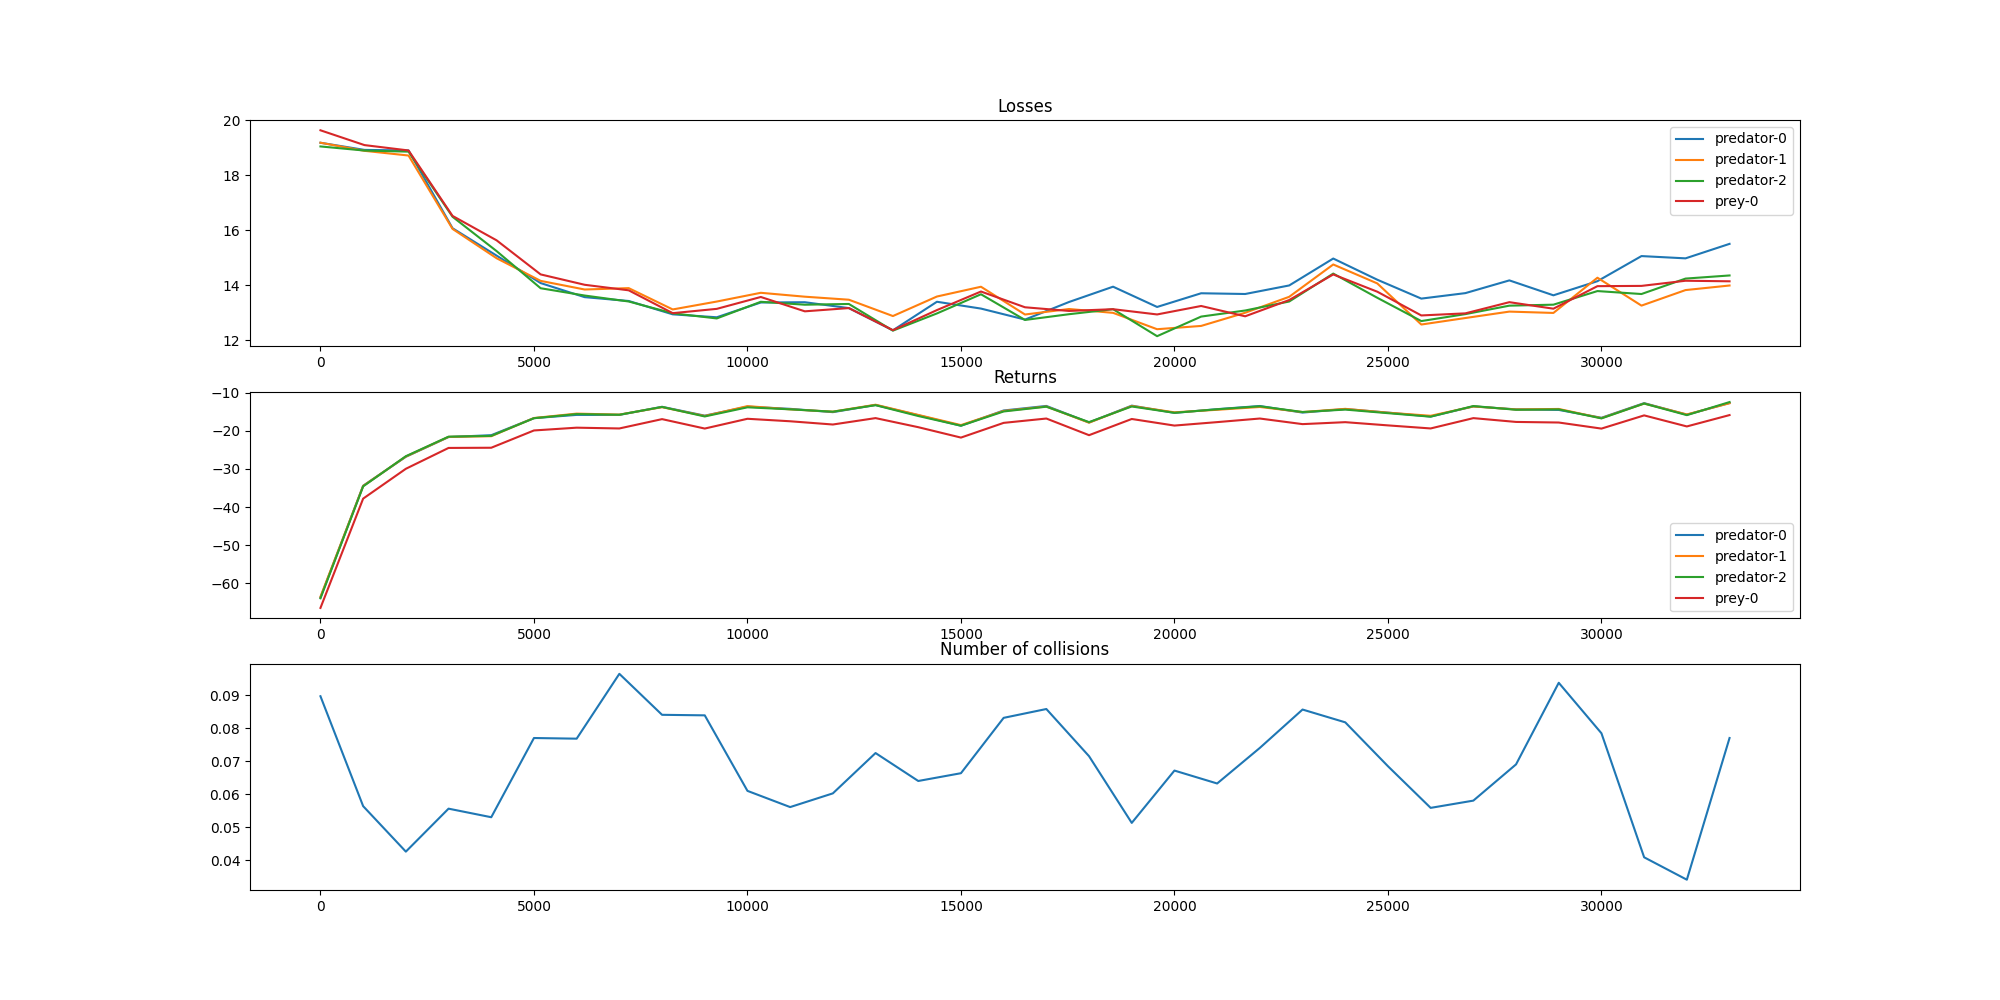 Losses
20
18
16
14
12
predator-0
predator-1
predator-2
prey-0
0 5000 10000 15000 20000 25000 30000
Returns
−10
−20
−30
−40
−50
−60
predator-0
predator-1
predator-2
prey-0
0 5000 10000 15000 20000 25000 30000
Number of collisions
0.09
0.08
0.07
0.06
0.05
0.04
0 5000 10000 15000 20000 25000 30000